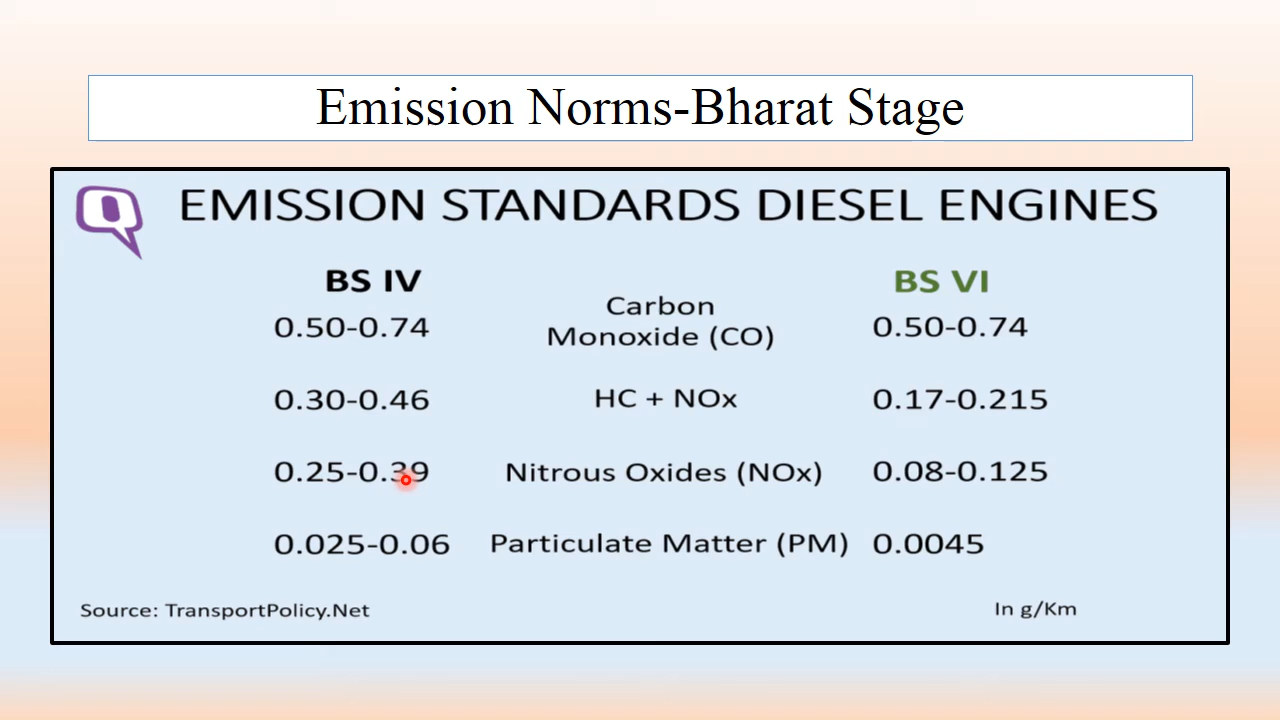 Emission Norms-Bharat Stage
EMISSION STANDARDS DIESEL ENGINES
BS IV BS VI
0.50-0.74 Carbon Monoxide (CO) 0.50-0.74
0.30-0.46 HC + NOx 0.17-0.215
0.25-0.39 Nitrous Oxides (NOx) 0.08-0.125
0.025-0.06 Particulate Matter (PM) 0.0045
Source: TransportPolicy.Net In g/Km